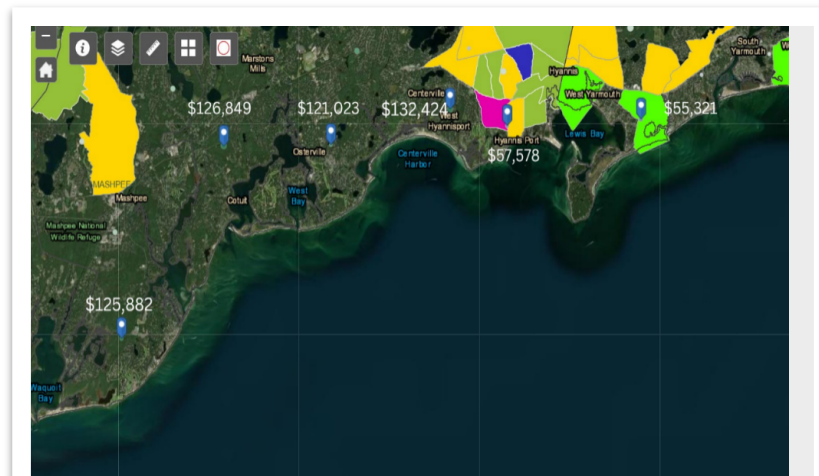 South
Yarmouth
W
Marstons
Mills
Hyannis
Centerville
West Yarmouth
$126,849
$121,023
$132,424
$55,321
West
Hyannisport
Lewis Bay
Hyannis Port
Osterville
Centerville
Harbor
$57,578
MASHPEE
Mashpee
Cotuit
West
Bay
Mashpee National
Wildlife Refuge
$125,882
Waquoit
Bay